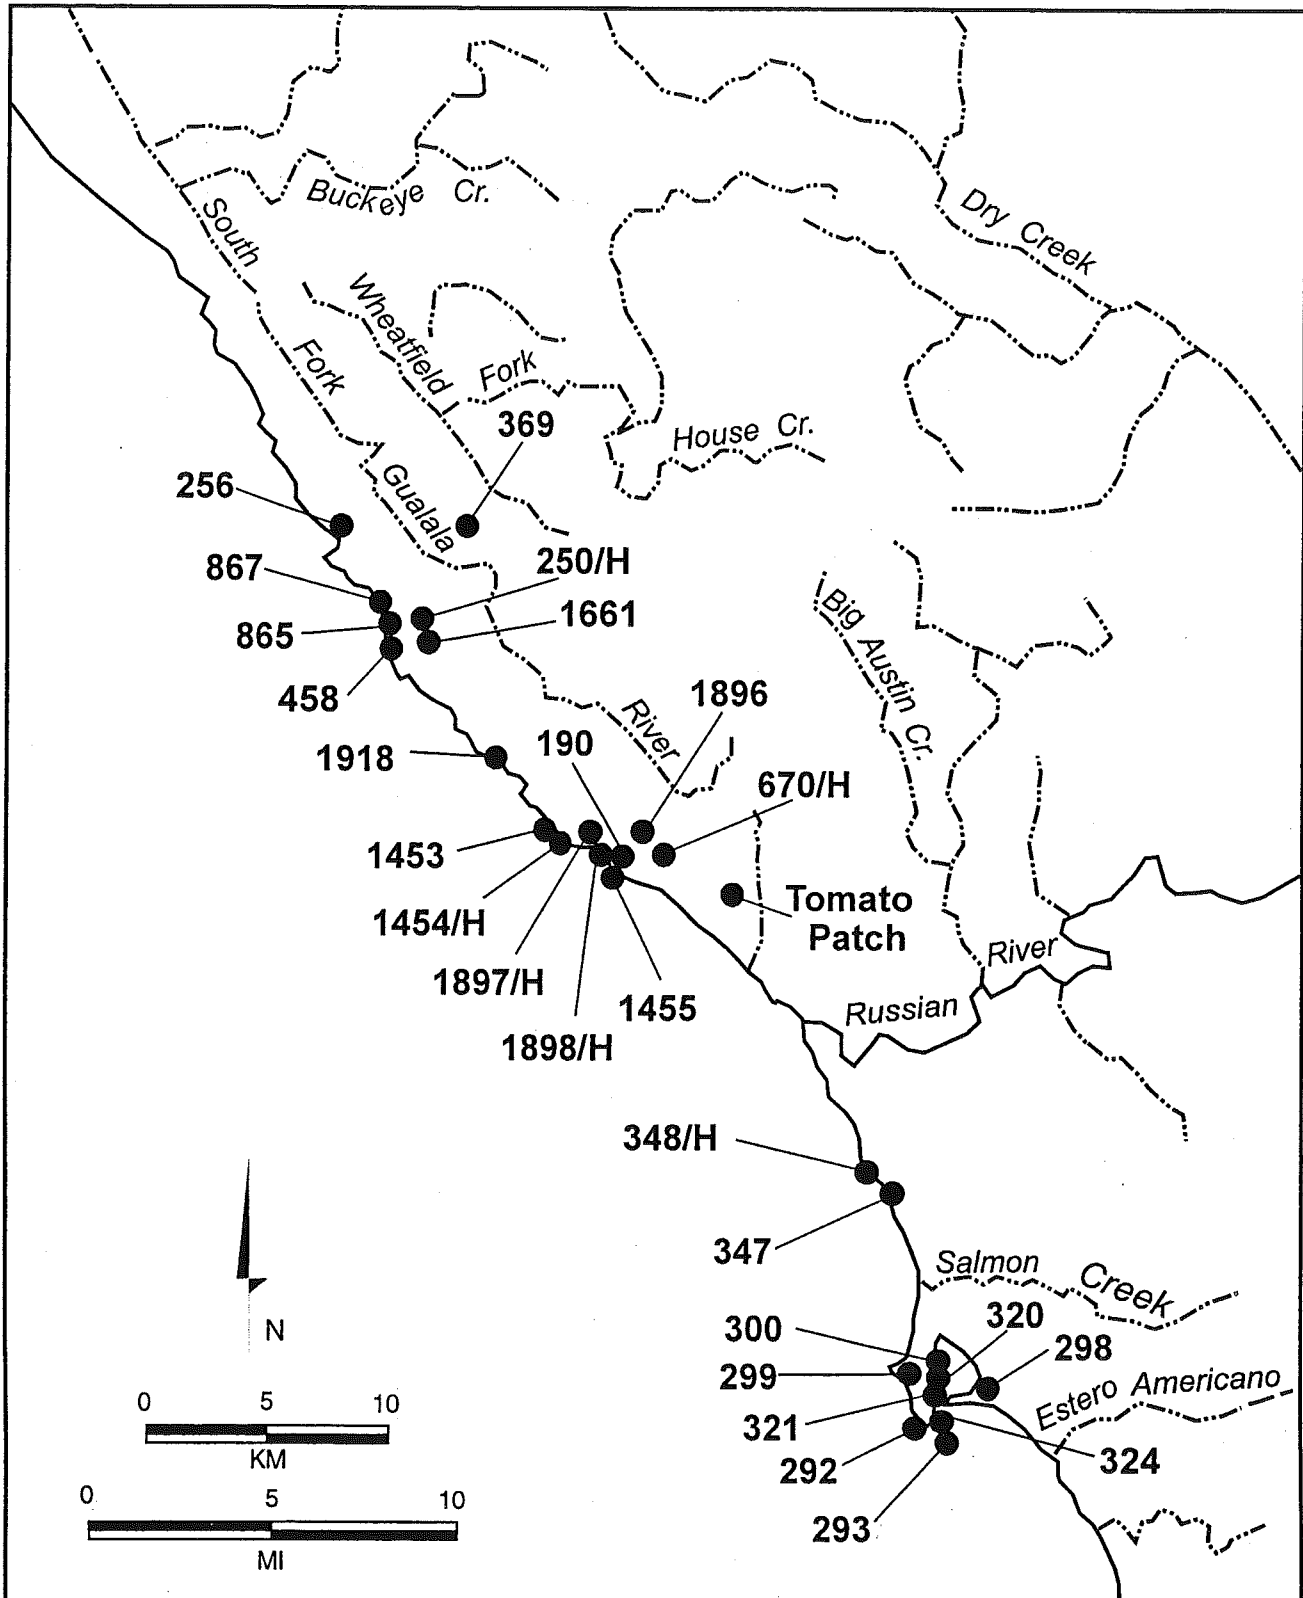 Buckeye Cr.
South
Dry Creek
Wheatfield
Fork
Fork
369
House Cr.
256
Gualala
867
250/H
865
1661
Big Austin Cr.
458
1896
River
190
1918
670/H
1453
Tomato
Patch
1454/H
River
1897/H
1455
Russian
1898/H
348/H
347
Salmon Creek
N
300
320
298
299
Estero Americano
321
324
292
293
0 5 10
KM
0 5 10
MI